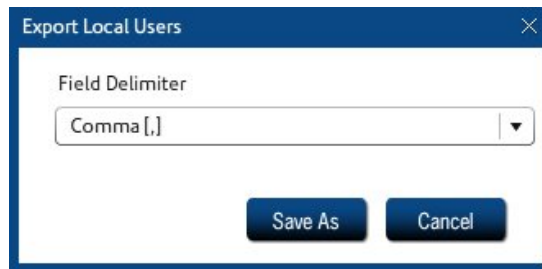 Export Local Users
Field Delimiter
Comma [,]
Save As
Cancel